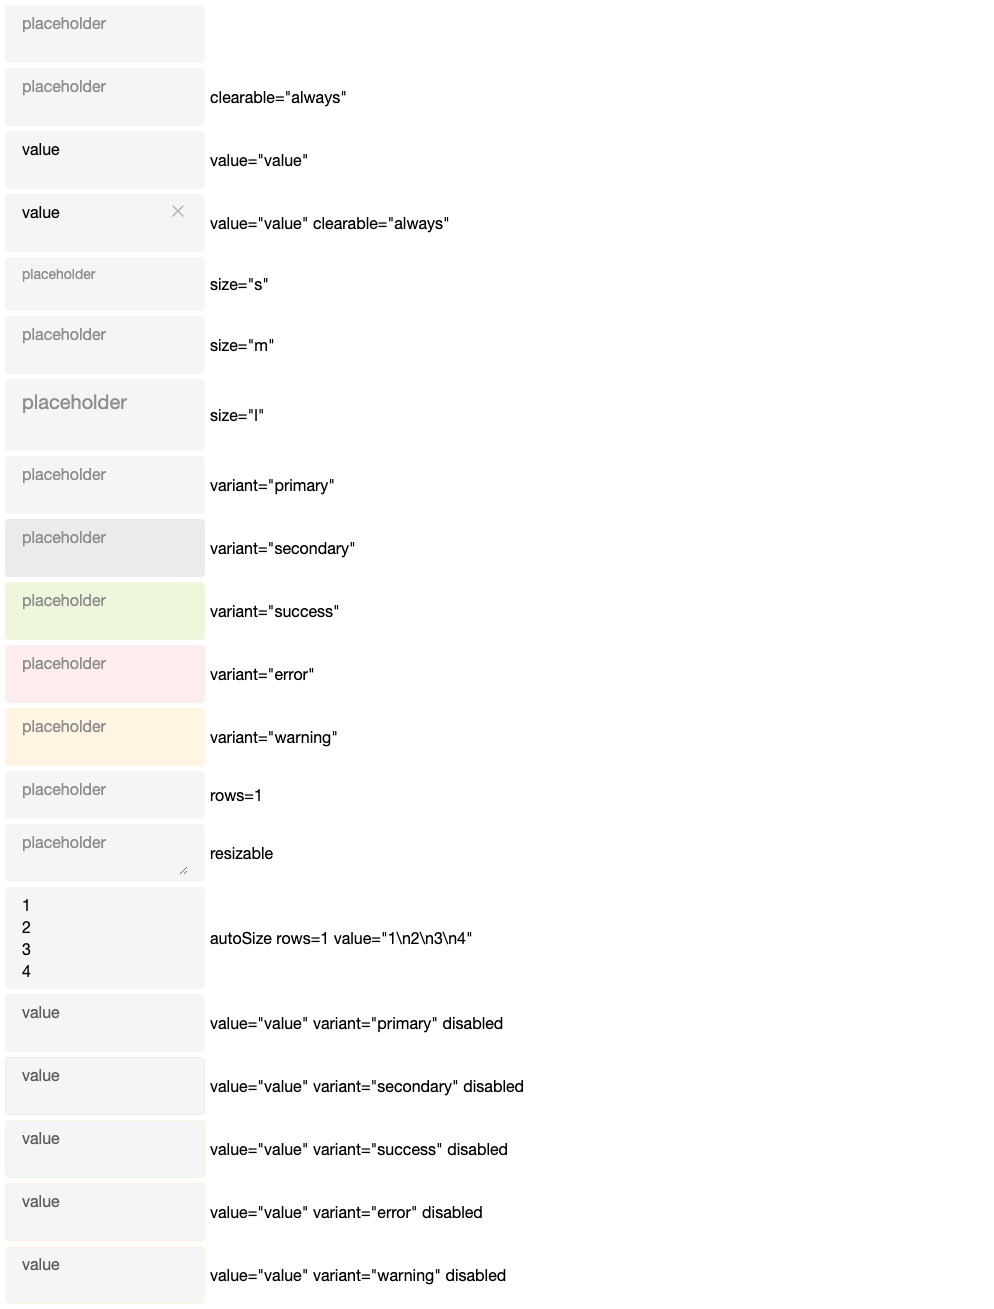 placeholder
placeholder
clearable="always"
value
value="value"
value
value="value" clearable="always"
placeholder
size="s"
placeholder
size="m"
placeholder
size="l"
placeholder
variant="primary"
placeholder
variant="secondary"
placeholder
variant="success"
placeholder
variant="error"
placeholder
variant="warning"
placeholder
rows=1
placeholder
resizable
1
2
3
4
autoSize rows=1 value="1\n2\n3\n4"
value
value="value" variant="primary" disabled
value
value="value" variant="secondary" disabled
value
value="value" variant="success" disabled
value
value="value" variant="error" disabled
value
value="value" variant="warning" disabled